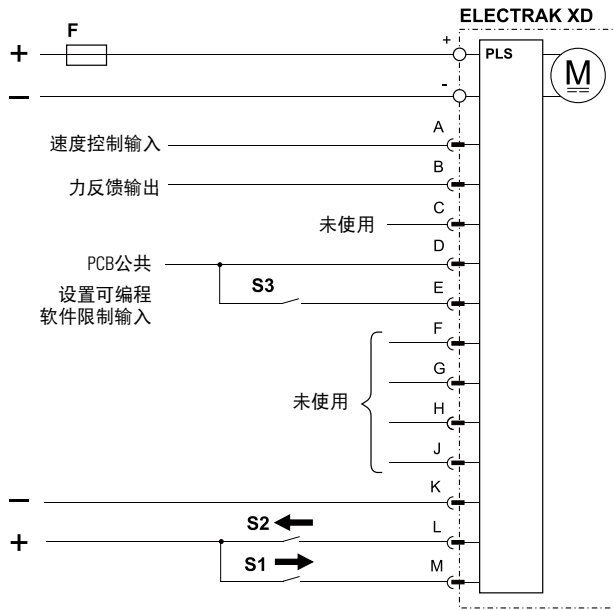 ELECTRAK XD
F
+
+
PLS
M
-
-
A
速度控制输入
B
力反馈输出
C
未使用
D
PCB公共
S3
E
设置可编程
软件限制输入
F
G
未使用
H
J
K
-
S2
L
+
S1
M